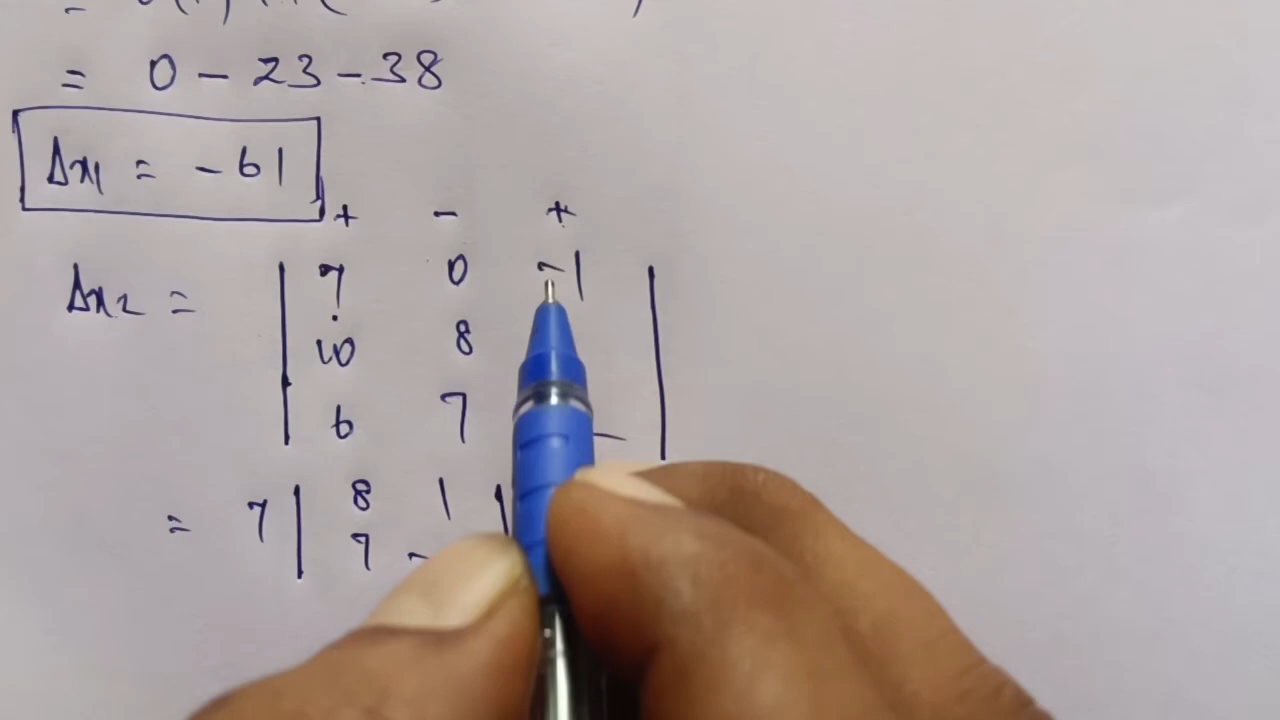 = 0 - 23 - 38
Δx1 = -61
+ - +
Δx2 = | 7 0 -1 |
10 8
6 7
= 7 | 8 1 |
7 -